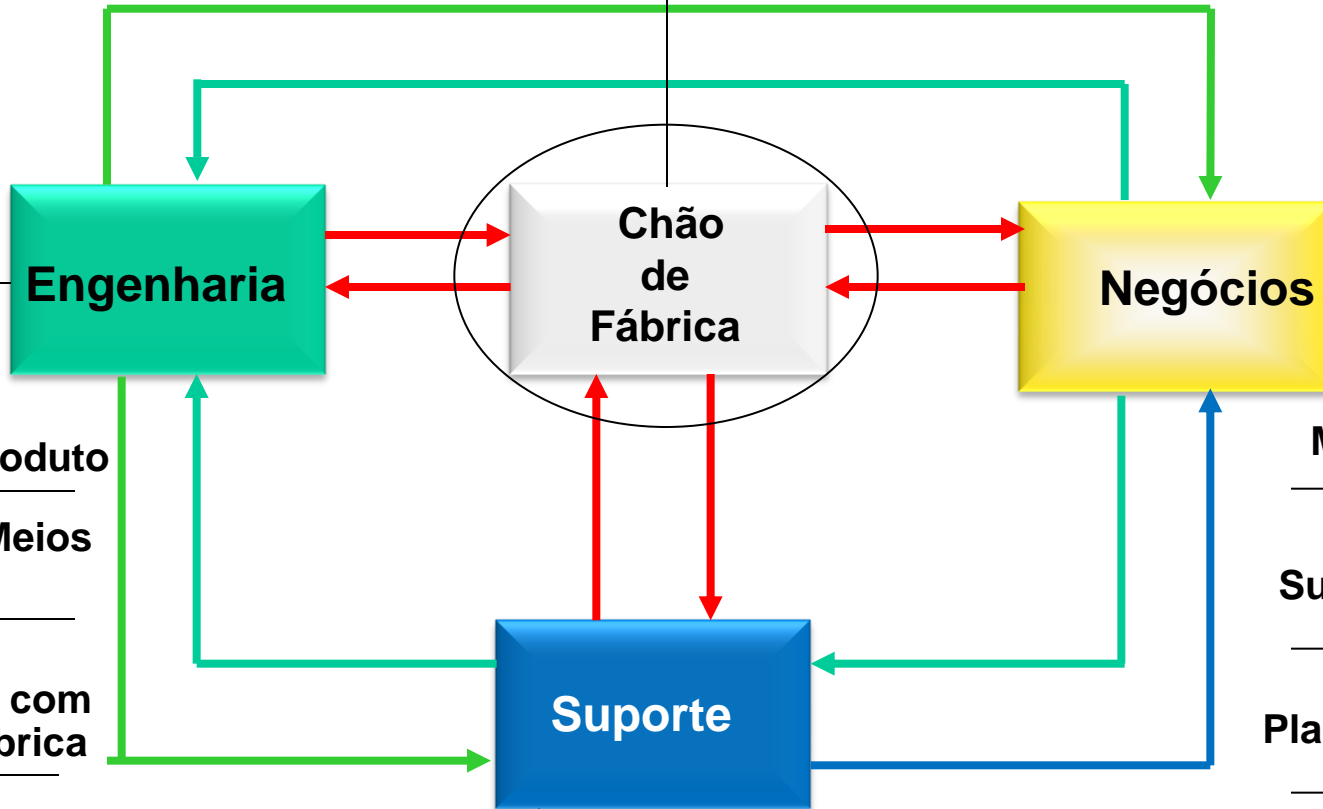 Chão
de
Fábrica
Engenharia
Negócios
oduto
Meios
com
brica
Suporte
M
Su
Pla